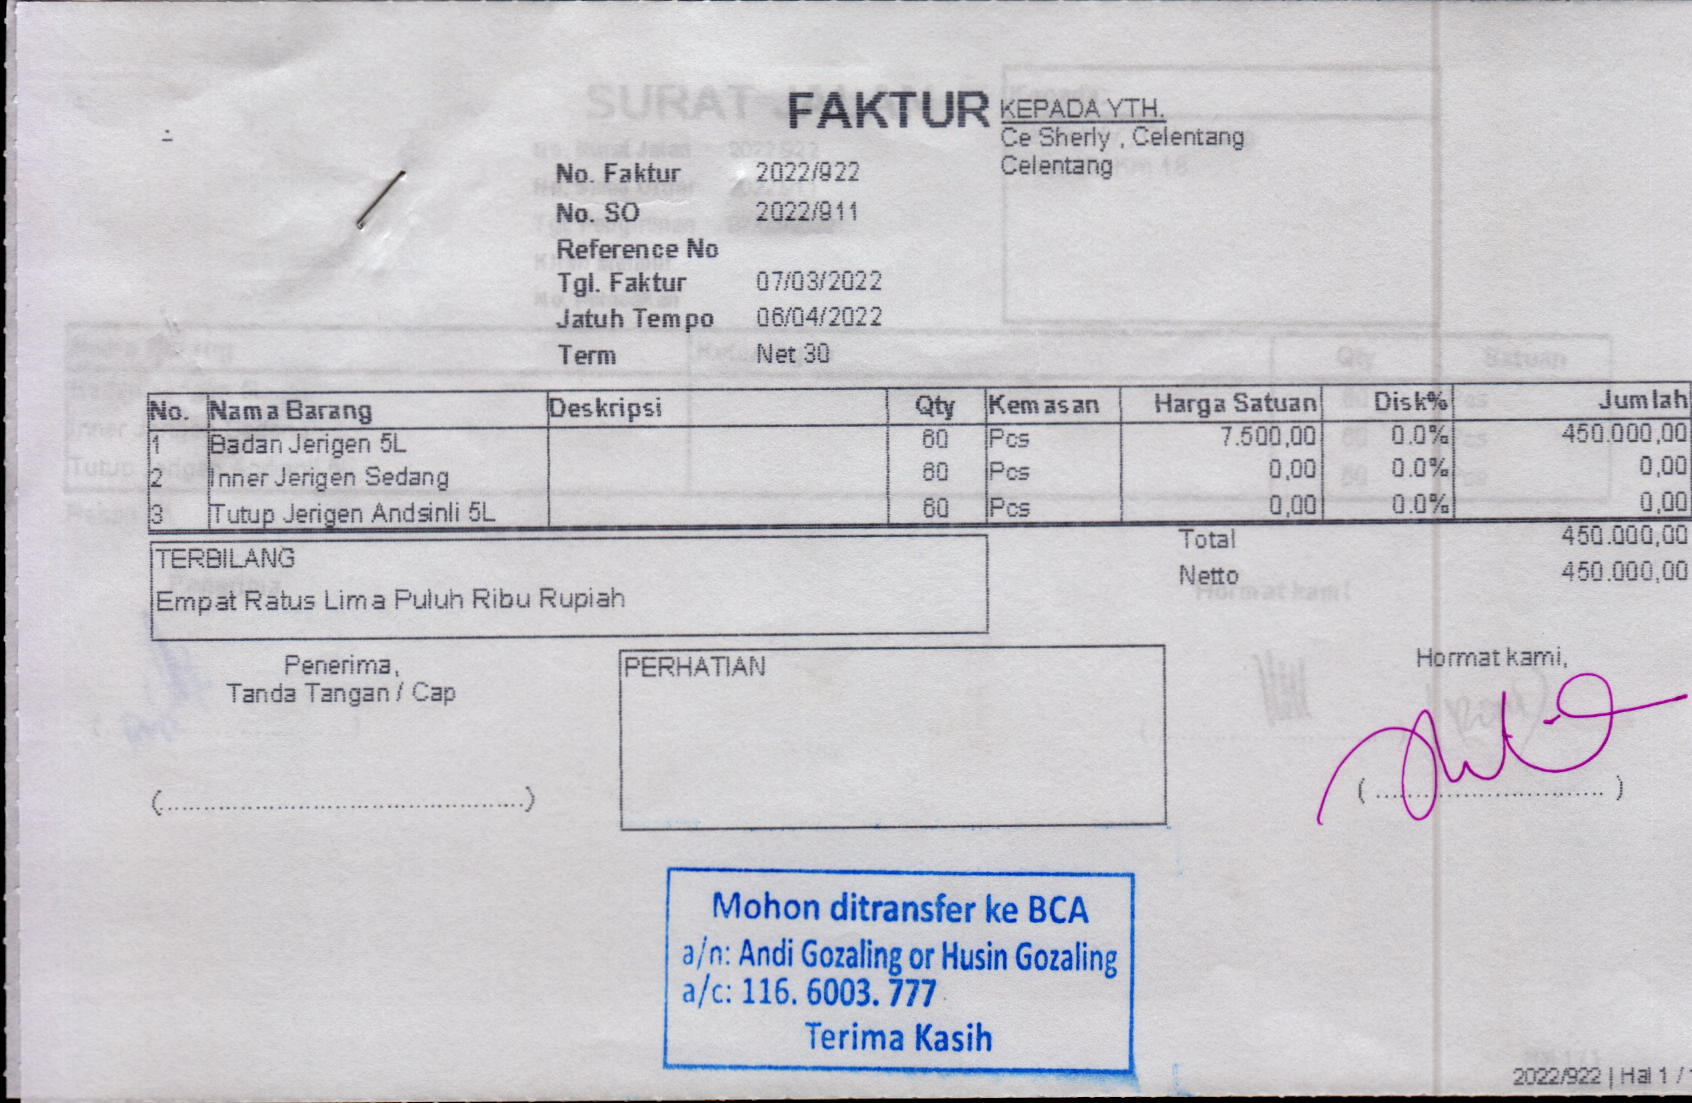 FAKTUR
KEPADA YTH.
Ce Sherly , Celentang
Celentang
No. Faktur 2022/922
No. SO 2022/911
Reference No
Tgl. Faktur 07/03/2022
Jatuh Tempo 06/04/2022
Term Net 30
No. Nama Barang Deskripsi Qty Kemasan Harga Satuan Disk% Jumlah
1 Badan Jerigen 5L 60 Pcs 7.500,00 0.0% 450.000,00
2 Inner Jerigen Sedang 60 Pcs 0,00 0.0% 0,00
3 Tutup Jerigen Andsinli 5L 60 Pcs 0,00 0.0% 0,00
Total 450.000,00
Netto 450.000,00
TERBILANG
Empat Ratus Lima Puluh Ribu Rupiah
Penerima,
Tanda Tangan / Cap
PERHATIAN
Hormat kami,
Mohon ditransfer ke BCA
a/n: Andi Gozaling or Husin Gozaling
a/c: 116. 6003. 777
Terima Kasih
2022/922 | Hal 1 /